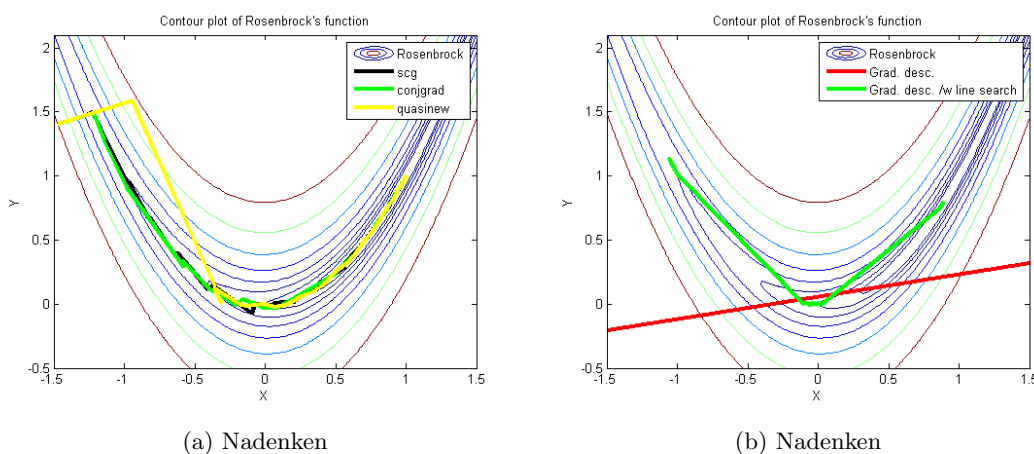 Contour plot of Rosenbrock's function
Y
2
1.5
1
0.5
0
-0.5
-1.5
-1
-0.5
0
0.5
1
1.5
X
Rosenbrock
scg
conjgrad
quasinew
(a) Nadenken
Contour plot of Rosenbrock's function
Y
2
1.5
1
0.5
0
-0.5
-1.5
-1
-0.5
0
0.5
1
1.5
X
Rosenbrock
Grad. desc.
Grad. desc. /w line search
(b) Nadenken